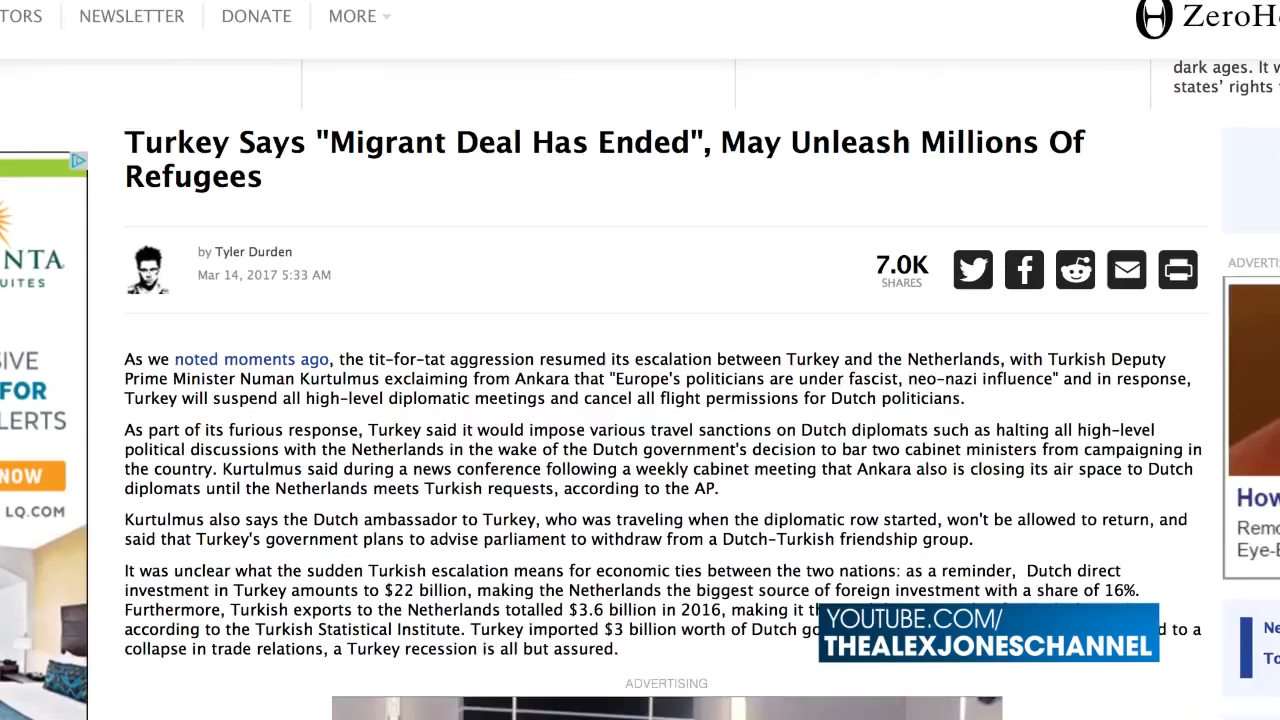 TORS
NEWSLETTER
DONATE
MORE
ZeroH
dark ages. It w
states' rights
Turkey Says "Migrant Deal Has Ended", May Unleash Millions Of
Refugees
by Tyler Durden
Mar 14, 2017 5:33 AM
7.0K
SHARES
As we noted moments ago, the tit-for-tat aggression resumed its escalation between Turkey and the Netherlands, with Turkish Deputy
Prime Minister Numan Kurtulmus exclaiming from Ankara that "Europe's politicians are under fascist, neo-nazi influence" and in response,
Turkey will suspend all high-level diplomatic meetings and cancel all flight permissions for Dutch politicians.
As part of its furious response, Turkey said it would impose various travel sanctions on Dutch diplomats such as halting all high-level
political discussions with the Netherlands in the wake of the Dutch government's decision to bar two cabinet ministers from campaigning in
the country. Kurtulmus said during a news conference following a weekly cabinet meeting that Ankara also is closing its air space to Dutch
diplomats until the Netherlands meets Turkish requests, according to the AP.
Kurtulmus also says the Dutch ambassador to Turkey, who was traveling when the diplomatic row started, won't be allowed to return, and
said that Turkey's government plans to advise parliament to withdraw from a Dutch-Turkish friendship group.
It was unclear what the sudden Turkish escalation means for economic ties between the two nations: as a reminder, Dutch direct
investment in Turkey amounts to $22 billion, making the Netherlands the biggest source of foreign investment with a share of 16%.
Furthermore, Turkish exports to the Netherlands totalled $3.6 billion in 2016, making it
according to the Turkish Statistical Institute. Turkey imported $3 billion worth of Dutch go
d to a
collapse in trade relations, a Turkey recession is all but assured.
YOUTUBE.COM/
THEALEXJONESCHANNEL
ADVERTISING
NTA
UITES
SIVE
FOR
LERTS
NOW
LQ.COM
ADVERTI
How
Remo
Eye-B
Ne
To